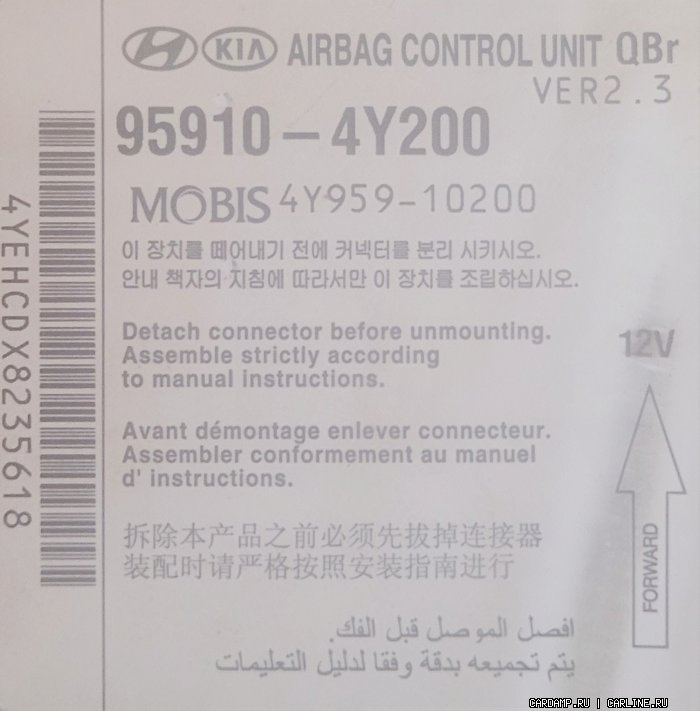 HYUNDAI KIA AIRBAG CONTROL UNIT QBr
VER2.3
95910-4Y200
MOBIS 4Y959-10200
이 장치를 떼어내기 전에 커넥터를 분리 시키시오.
안내 책자의 지침에 따라서만 이 장치를 조립하십시오.
Detach connector before unmounting.
Assemble strictly according
to manual instructions.
12V
Avant démontage enlever connecteur.
Assembler conformement au manuel
d' instructions.
拆除本产品之前必须先拔掉连接器
装配时请严格按照安装指南进行
افصل الموصل قبل الفك.
يتم تجميعه بدقة وفقا لدليل التعليمات
FORWARD
4YEHCDX8235618
CARDAMP.RU | CARLINE.RU